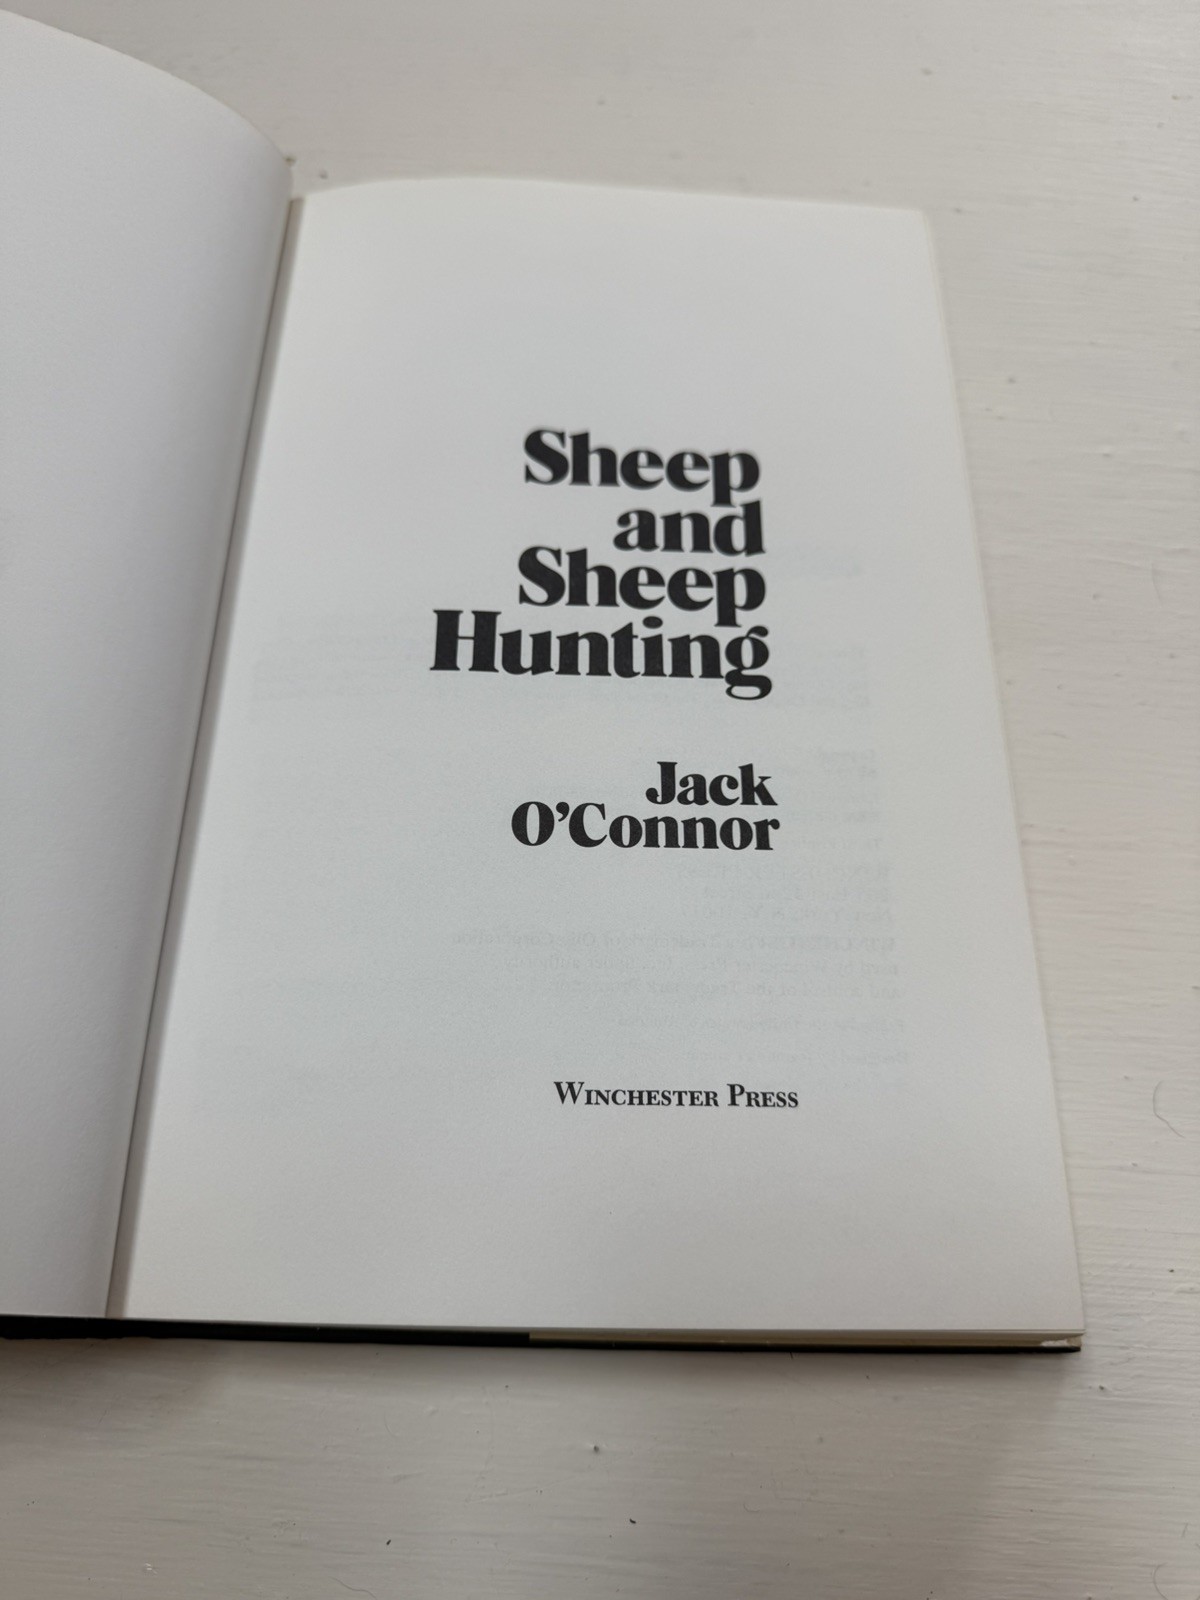 Sheep
and
Sheep
Hunting
Jack
O'Connor
Winchester Press